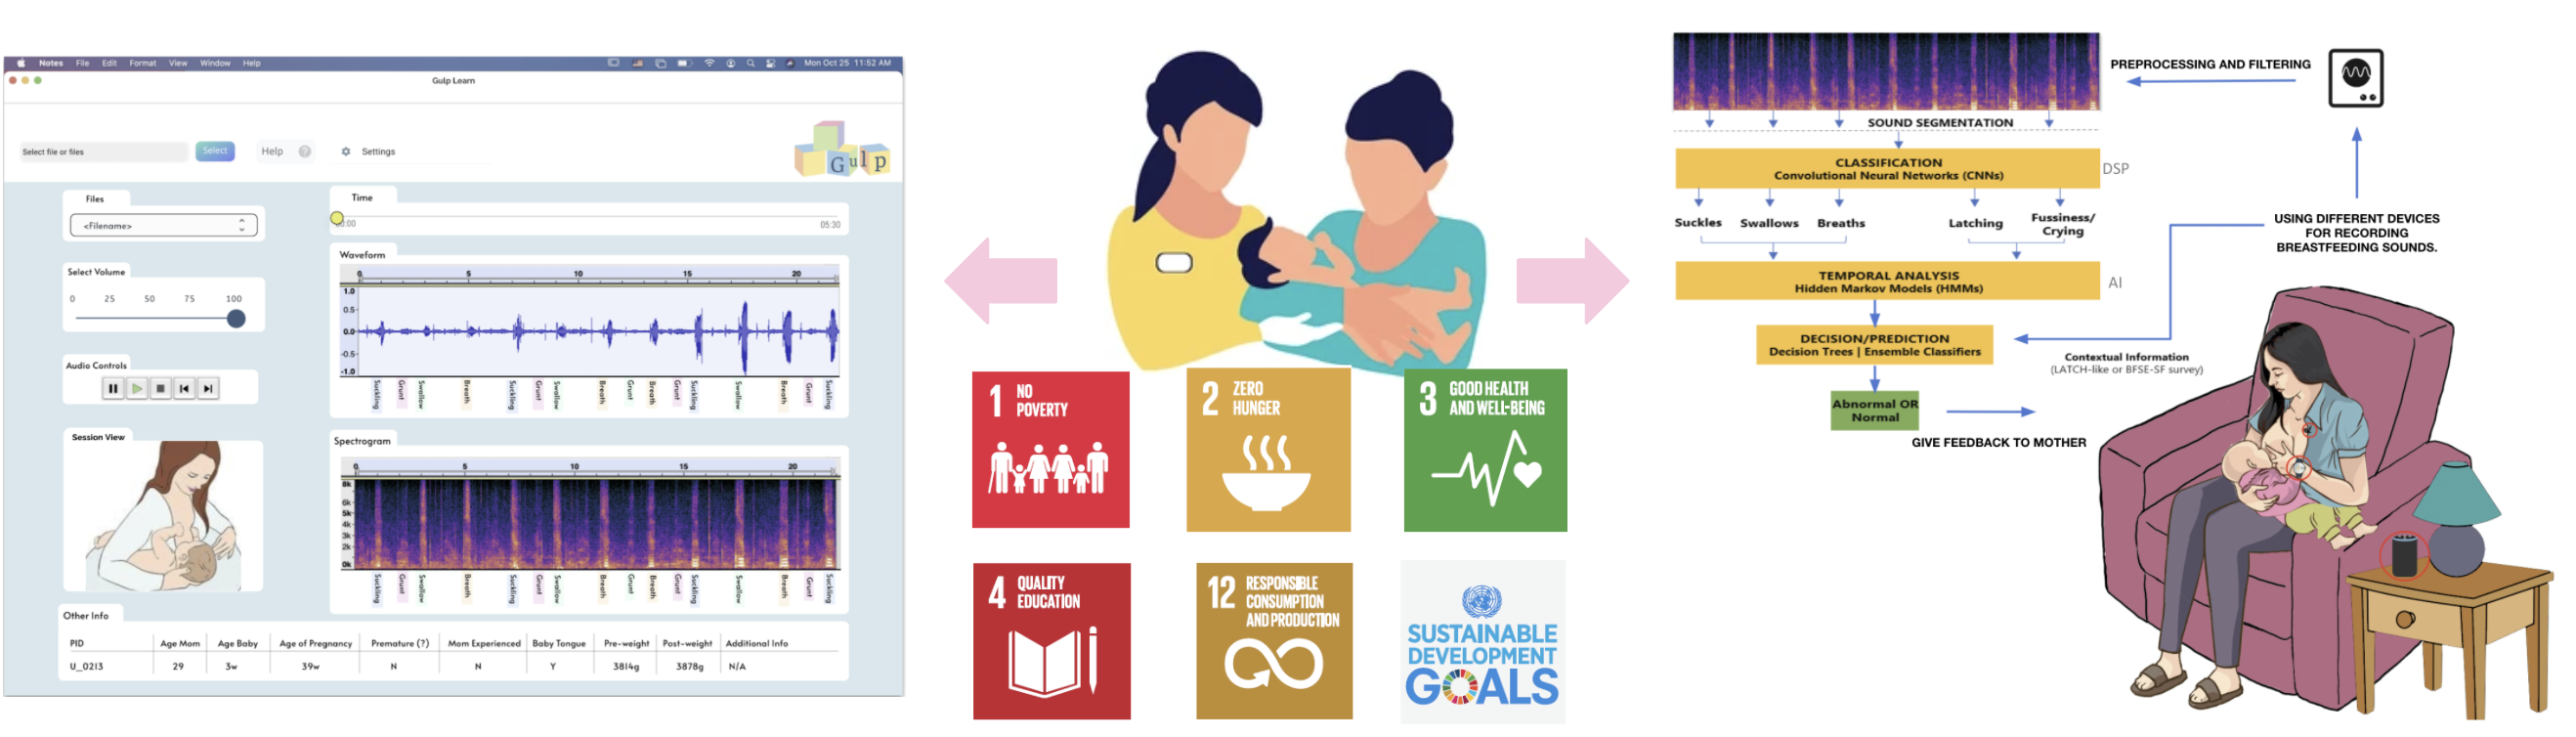 Notes File Edit Format View Window Help
Mon Oct 25 11:52 AM
Gulp Learn
Select file or files
Select
Help ?
Settings
Gulp
Files
<Filename>
Select Volume
0 25 50 75 100
Audio Controls
Session View
Time
00:00
05:30
Waveform
0 5 10 15 20
1.0
0.5
0.0
-0.5
-1.0
Suckling Grunt Swallow Breath Suckling Grunt Swallow Breath Grunt Breath Grunt Suckling Swallow Breath Grunt Suckling
Spectrogram
0 5 10 15 20
8k
6k
5k
4k
3k
2k
0k
Suckling Grunt Swallow Breath Suckling Grunt Swallow Breath Grunt Breath Grunt Suckling Swallow Breath Grunt Suckling
Other Info
PID Age Mom Age Baby Age of Pregnancy Premature (?) Mom Experienced Baby Tongue Pre-weight Post-weight Additional Info
U_0213 29 3w 39w N N Y 3814g 3878g N/A
1 NO
POVERTY
2 ZERO
HUNGER
3 GOOD HEALTH
AND WELL-BEING
4 QUALITY
EDUCATION
12 RESPONSIBLE
CONSUMPTION
AND PRODUCTION
SUSTAINABLE
DEVELOPMENT
GOALS
PREPROCESSING AND FILTERING
SOUND SEGMENTATION
CLASSIFICATION
Convolutional Neural Networks (CNNs)
DSP
Suckles Swallows Breaths Latching Fussiness/
Crying
TEMPORAL ANALYSIS
Hidden Markov Models (HMMs)
AI
DECISION/PREDICTION
Decision Trees | Ensemble Classifiers
Abnormal OR
Normal
GIVE FEEDBACK TO MOTHER
USING DIFFERENT DEVICES
FOR RECORDING
BREASTFEEDING SOUNDS.
Contextual Information
(LATCH-like or BFSE-SF survey)